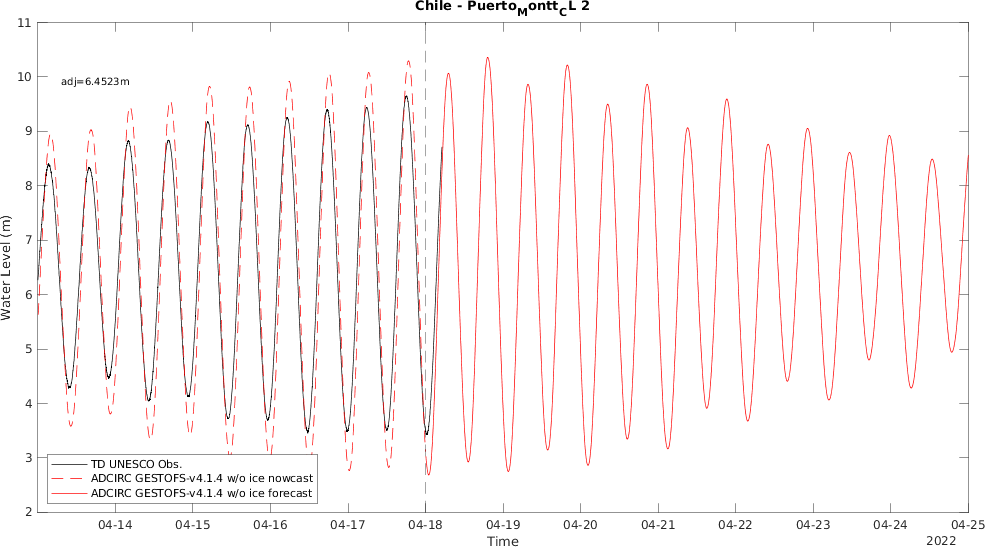 Chile - Puerto_Montt_CL 2
11
10
9
8
7
6
5
4
3
2
Water Level (m)
adj=6.4523m
TD UNESCO Obs.
ADCIRC GESTOFS-v4.1.4 w/o ice nowcast
ADCIRC GESTOFS-v4.1.4 w/o ice forecast
04-14 04-15 04-16 04-17 04-18 04-19 04-20 04-21 04-22 04-23 04-24 04-25
Time
2022